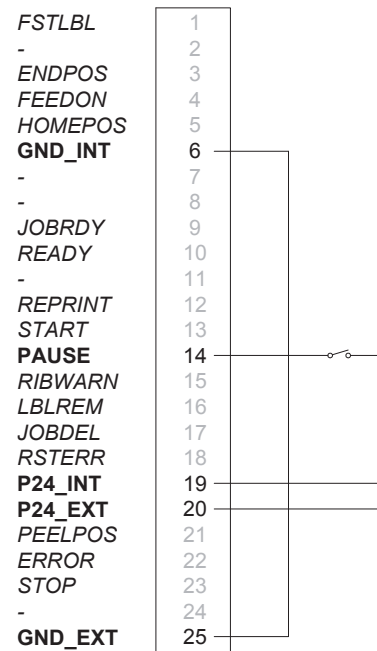 FSTLBL 1
- 2
ENDPOS 3
FEEDON 4
HOMEPOS 5
GND_INT 6
- 7
- 8
JOBRDY 9
READY 10
- 11
REPRINT 12
START 13
PAUSE 14
RIBWARN 15
LBLREM 16
JOBDEL 17
RSTERR 18
P24_INT 19
P24_EXT 20
PEELPOS 21
ERROR 22
STOP 23
- 24
GND_EXT 25